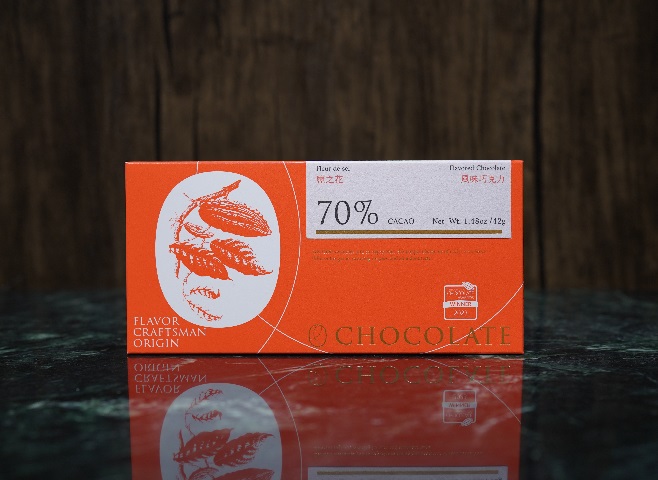 Fleur de sel
鹽之花
Flavored Chocolate
風味巧克力
70% CACAO
Net. Wt. 1.48oz /42g
WINNER
FLAVOR
CRAFTSMAN
ORIGIN
CHOCOLATE